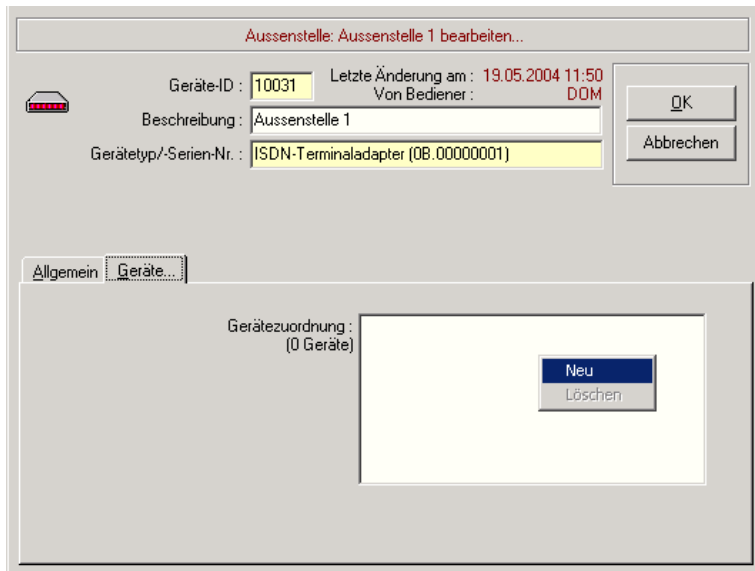 Aussenstelle: Aussenstelle 1 bearbeiten...
Geräte-ID : 10031 Letzte Änderung am : 19.05.2004 11:50
Von Bediener : DOM
OK
Beschreibung : Aussenstelle 1
Abbrechen
Gerätetyp/-Serien-Nr. : ISDN-Terminaladapter (0B.00000001)
Allgemein Geräte...
Gerätezuordnung :
(0 Geräte)
Neu
Löschen